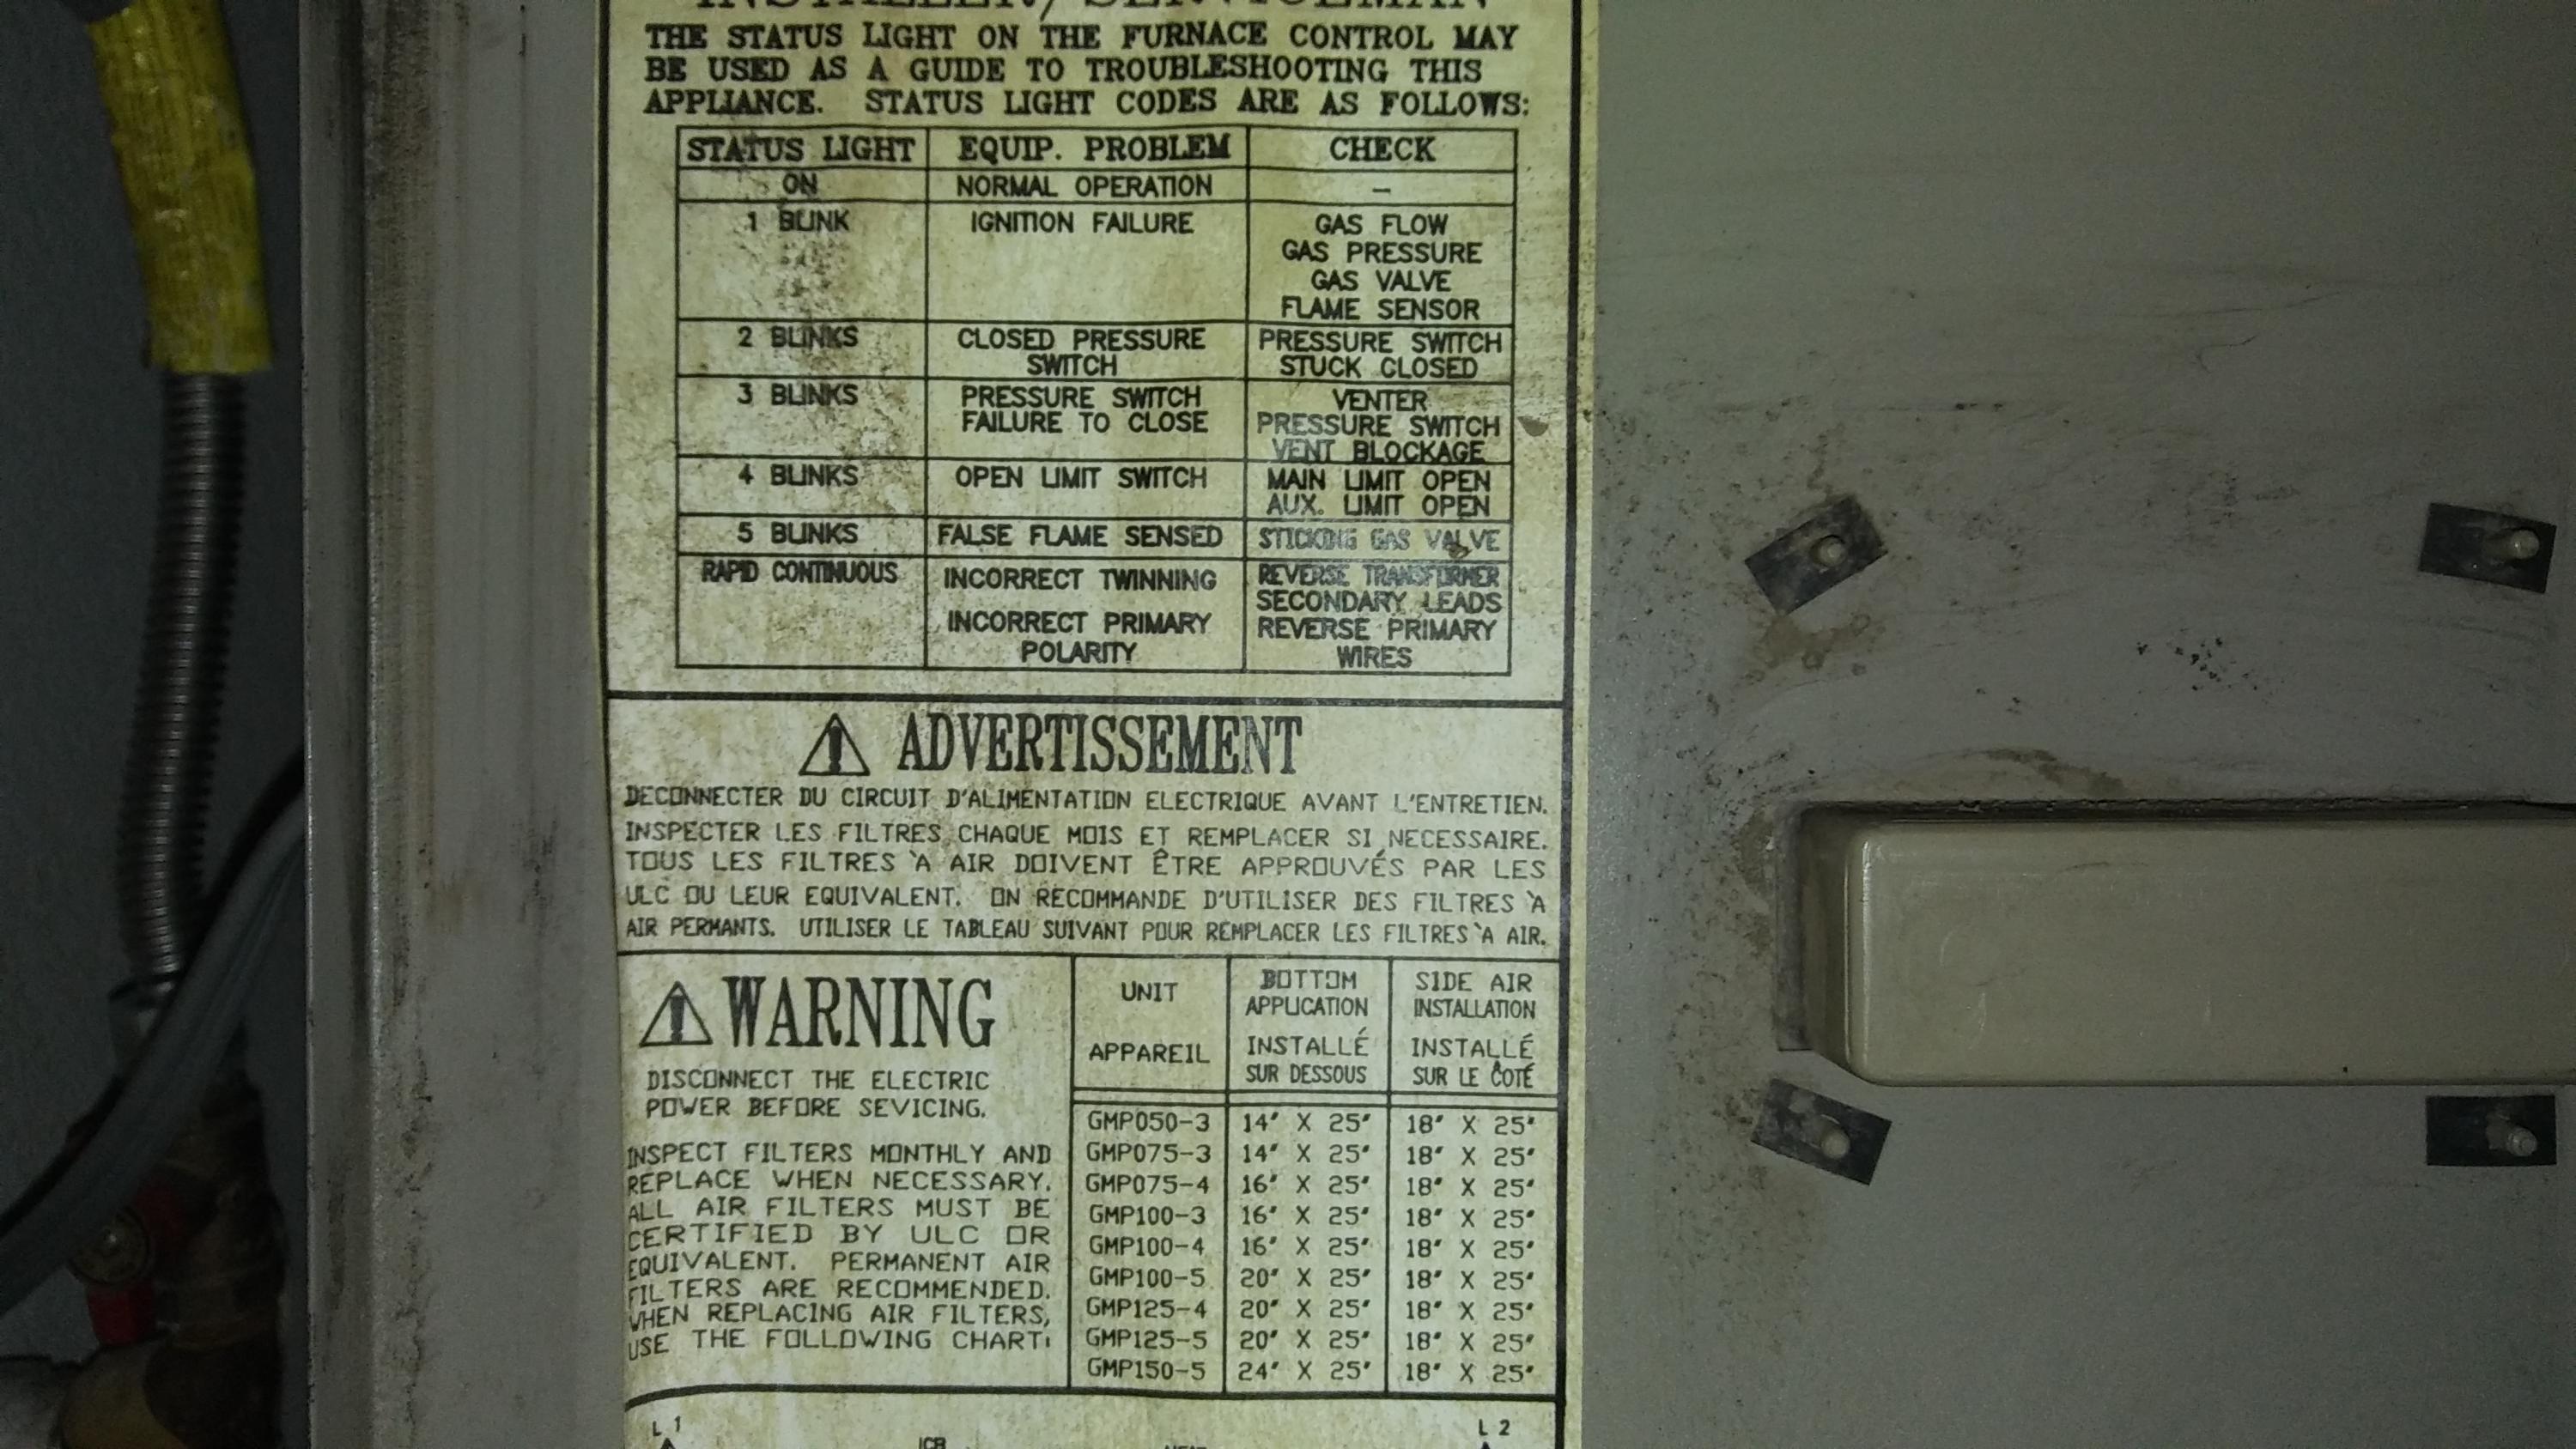 INSTALLER/SERVICEMAN
THE STATUS LIGHT ON THE FURNACE CONTROL MAY
BE USED AS A GUIDE TO TROUBLESHOOTING THIS
APPLIANCE. STATUS LIGHT CODES ARE AS FOLLOWS:
STATUS LIGHT EQUIP. PROBLEM CHECK
ON NORMAL OPERATION –
1 BLINK IGNITION FAILURE GAS FLOW
GAS PRESSURE
GAS VALVE
FLAME SENSOR
2 BLINKS CLOSED PRESSURE PRESSURE SWITCH
SWITCH STUCK CLOSED
3 BLINKS PRESSURE SWITCH VENTER
FAILURE TO CLOSE PRESSURE SWITCH
VENT BLOCKAGE
4 BLINKS OPEN LIMIT SWITCH MAIN LIMIT OPEN
AUX. LIMIT OPEN
5 BLINKS FALSE FLAME SENSED STICKING GAS VALVE
RAPID CONTINUOUS INCORRECT TWINNING REVERSE TRANSFORMER
SECONDARY LEADS
INCORRECT PRIMARY REVERSE PRIMARY
POLARITY WIRES
ADVERTISSEMENT
DECONNECTER DU CIRCUIT D'ALIMENTATION ELECTRIQUE AVANT L'ENTRETIEN.
INSPECTER LES FILTRES CHAQUE MOIS ET REMPLACER SI NECESSAIRE.
TOUS LES FILTRES `A AIR DOIVENT ÊTRE APPROUVÉS PAR LES
ULC OU LEUR EQUIVALENT. ON RECOMMANDE D'UTILISER DES FILTRES `A
AIR PERMANTS. UTILISER LE TABLEAU SUIVANT POUR REMPLACER LES FILTRES `A AIR.
WARNING
DISCONNECT THE ELECTRIC
POWER BEFORE SEVICING.
INSPECT FILTERS MONTHLY AND
REPLACE WHEN NECESSARY.
ALL AIR FILTERS MUST BE
CERTIFIED BY ULC OR
EQUIVALENT. PERMANENT AIR
FILTERS ARE RECOMMENDED.
WHEN REPLACING AIR FILTERS,
USE THE FOLLOWING CHART:
UNIT BOTTOM SIDE AIR
APPLICATION INSTALLATION
APPAREIL INSTALLÉ INSTALLÉ
SUR DESSOUS SUR LE COTÉ
GMP050-3 14" X 25" 18" X 25"
GMP075-3 14" X 25" 18" X 25"
GMP075-4 16" X 25" 18" X 25"
GMP100-3 16" X 25" 18" X 25"
GMP100-4 16" X 25" 18" X 25"
GMP100-5 20" X 25" 18" X 25"
GMP125-4 20" X 25" 18" X 25"
GMP125-5 20" X 25" 18" X 25"
GMP150-5 24" X 25" 18" X 25"
L 1 L 2